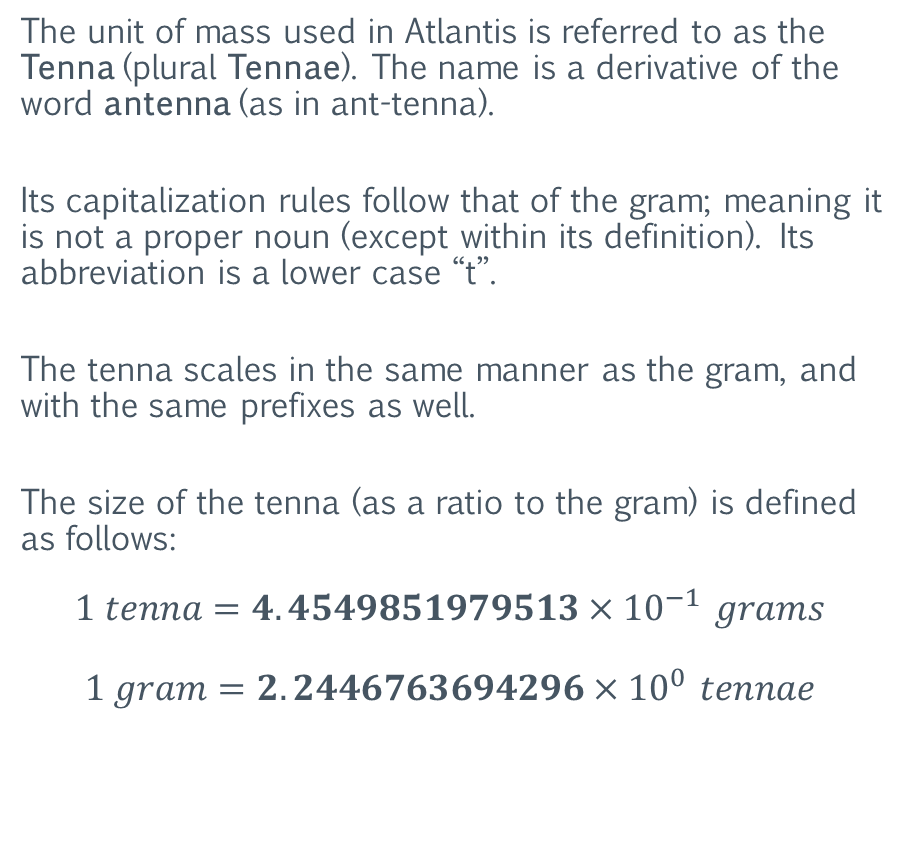 The unit of mass used in Atlantis is referred to as the
Tenna (plural Tennae).  The name is a derivative of the
word antenna (as in ant-tenna).
Its capitalization rules follow that of the gram; meaning it
is not a proper noun (except within its definition).  Its
abbreviation is a lower case “t”.
The tenna scales in the same manner as the gram, and
with the same prefixes as well.
The size of the tenna (as a ratio to the gram) is defined
as follows:
1 tenna = 4.4549851979513 × 10⁻¹ grams
1 gram = 2.2446763694296 × 10⁰ tennae